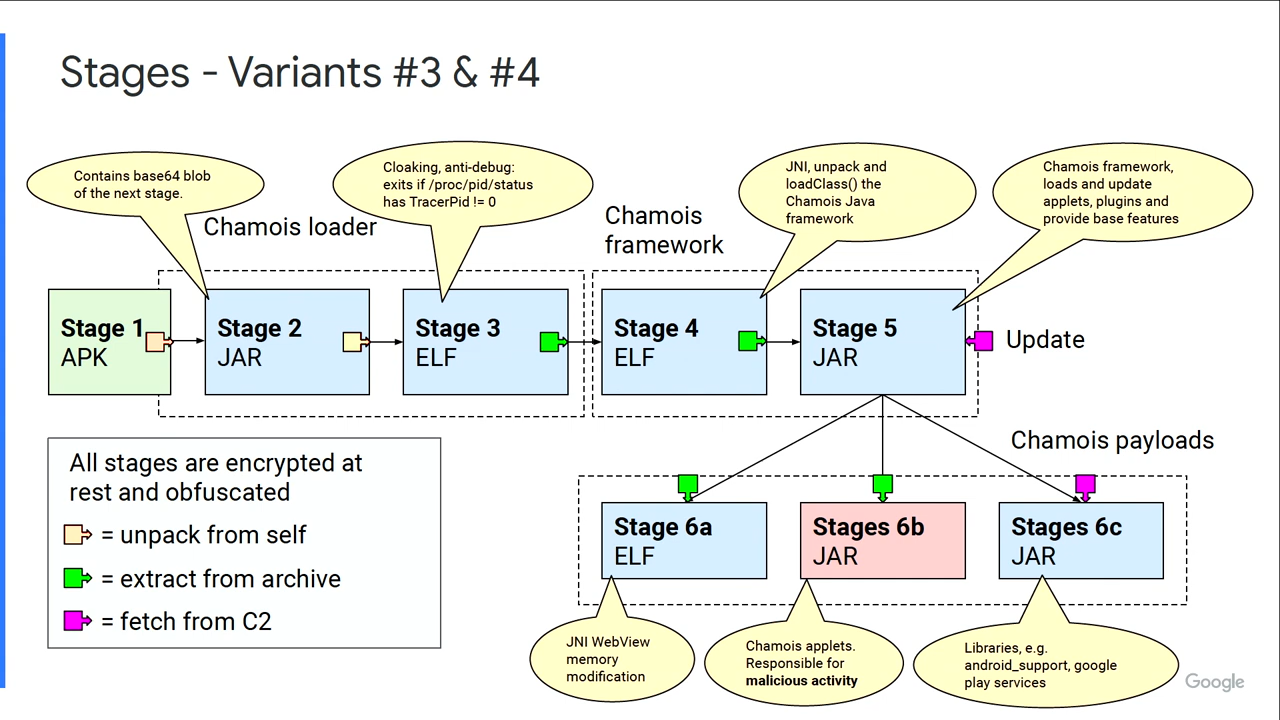 Stages - Variants #3 & #4
Contains base64 blob
of the next stage.
Cloaking, anti-debug:
exits if /proc/pid/status
has TracerPid != 0
JNI, unpack and
loadClass() the
Chamois Java
framework
Chamois framework,
loads and update
applets, plugins and
provide base features
Chamois loader
Chamois
framework
Stage 1
APK
Stage 2
JAR
Stage 3
ELF
Stage 4
ELF
Stage 5
JAR
Update
Chamois payloads
All stages are encrypted at
rest and obfuscated
= unpack from self
= extract from archive
= fetch from C2
Stage 6a
ELF
Stages 6b
JAR
Stages 6c
JAR
JNI WebView
memory
modification
Chamois applets.
Responsible for
malicious activity
Libraries, e.g.
android_support, google
play services
Google